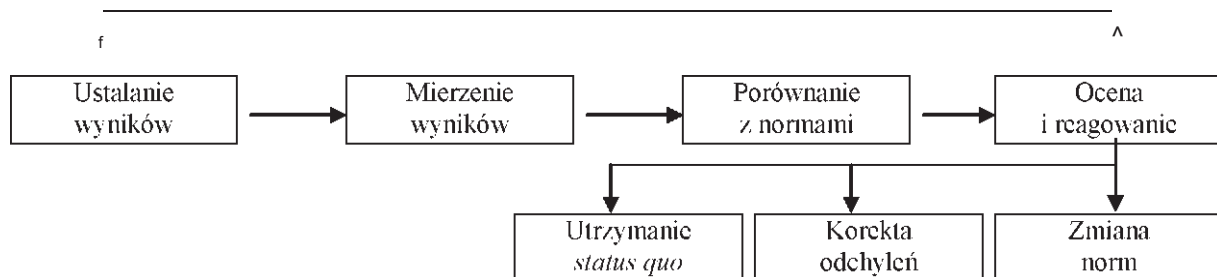 f
^
Ustalanie
wyników
Mierzenie
wyników
Porównanie
z normami
Ocena
i reagowanie
Utrzymanie
status quo
Korekta
odchyleń
Zmiana
norm